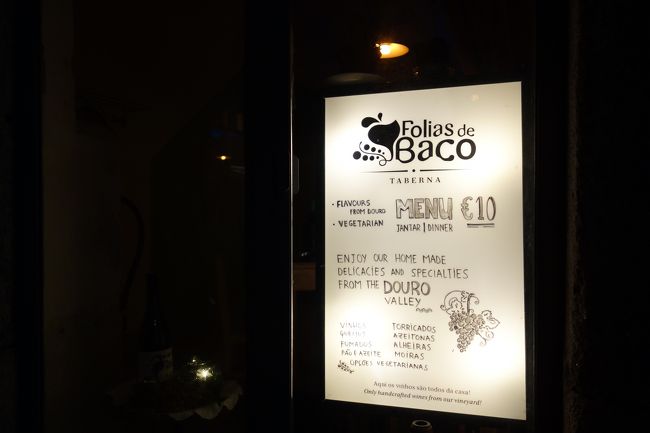 Folias de
Baco
TABERNA
• FLAVOURS
FROM DOURO
• VEGETARIAN
MENU €10
JANTAR | DINNER
ENJOY OUR HOME MADE
DELICACIES AND SPECIALTIES
FROM THE DOURO
VALLEY
VINHOS
QUEIJOS
FUMADOS
PÃO E AZEITE
TORRICADOS
AZEITONAS
ALHEIRAS
MOIRAS
OPÇÕES VEGETARIANAS
Aqui os vinhos são todos da casa!
Only handcrafted wines from our vineyard!